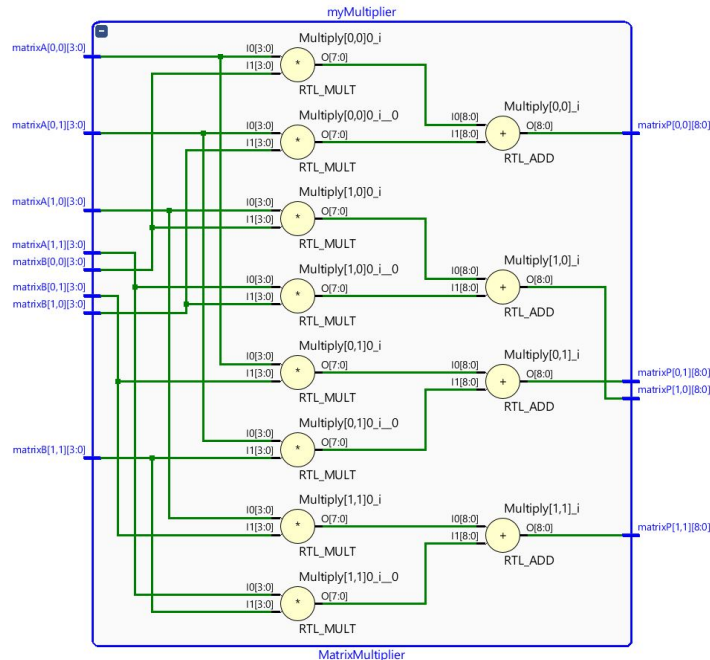 myMultiplier
matrixA[0,0][3:0]
matrixA[0,1][3:0]
matrixA[1,0][3:0]
matrixA[1,1][3:0]
matrixB[0,0][3:0]
matrixB[0,1][3:0]
matrixB[1,0][3:0]
matrixB[1,1][3:0]
Multiply[0,0]0_i
I0[3:0]
I1[3:0]
*
O[7:0]
RTL_MULT
Multiply[0,0]0_i__0
I0[3:0]
I1[3:0]
*
O[7:0]
RTL_MULT
Multiply[1,0]0_i
I0[3:0]
I1[3:0]
*
O[7:0]
RTL_MULT
Multiply[1,0]0_i__0
I0[3:0]
I1[3:0]
*
O[7:0]
RTL_MULT
Multiply[0,1]0_i
I0[3:0]
I1[3:0]
*
O[7:0]
RTL_MULT
Multiply[0,1]0_i__0
I0[3:0]
I1[3:0]
*
O[7:0]
RTL_MULT
Multiply[1,1]0_i
I0[3:0]
I1[3:0]
*
O[7:0]
RTL_MULT
Multiply[1,1]0_i__0
I0[3:0]
I1[3:0]
*
O[7:0]
RTL_MULT
Multiply[0,0]_i
I0[8:0]
I1[8:0]
+
O[8:0]
RTL_ADD
Multiply[1,0]_i
I0[8:0]
I1[8:0]
+
O[8:0]
RTL_ADD
Multiply[0,1]_i
I0[8:0]
I1[8:0]
+
O[8:0]
RTL_ADD
Multiply[1,1]_i
I0[8:0]
I1[8:0]
+
O[8:0]
RTL_ADD
matrixP[0,0][8:0]
matrixP[0,1][8:0]
matrixP[1,0][8:0]
matrixP[1,1][8:0]
MatrixMultiplier